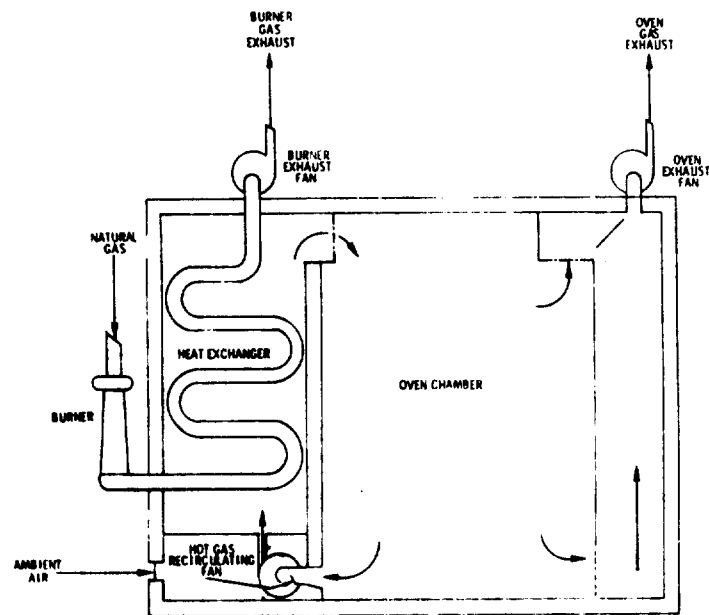 BURNER
GAS
EXHAUST
OVEN
GAS
EXHAUST
BURNER
EXHAUST
FAN
OVEN
EXHAUST
FAN
NATURAL
GAS
HEAT EXCHANGER
OVEN CHAMBER
BURNER
HOT GAS
RECIRCULATING
FAN
AMBIENT
AIR